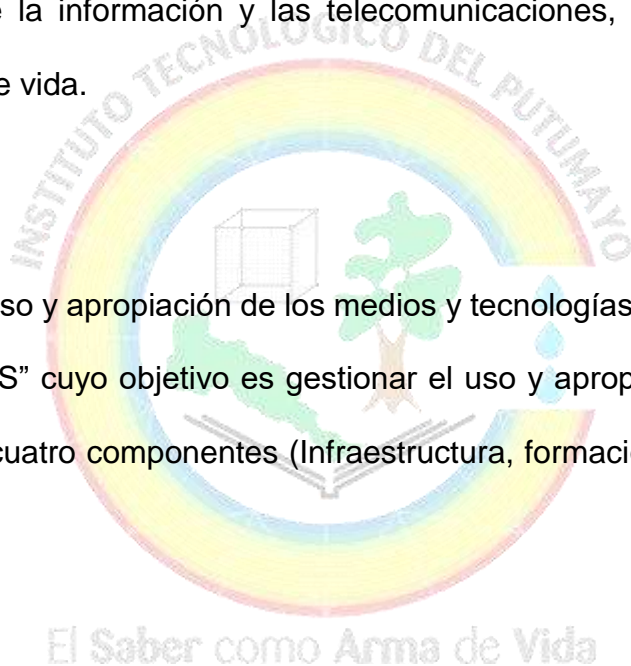 e la información y las telecomunicaciones,
INSTITUTO TECNOLÓGICO DEL PUTUMAYO
e vida.
so y apropiación de los medios y tecnologías
S” cuyo objetivo es gestionar el uso y aprop
cuatro componentes (Infraestructura, formaci
El Saber como Arma de Vida